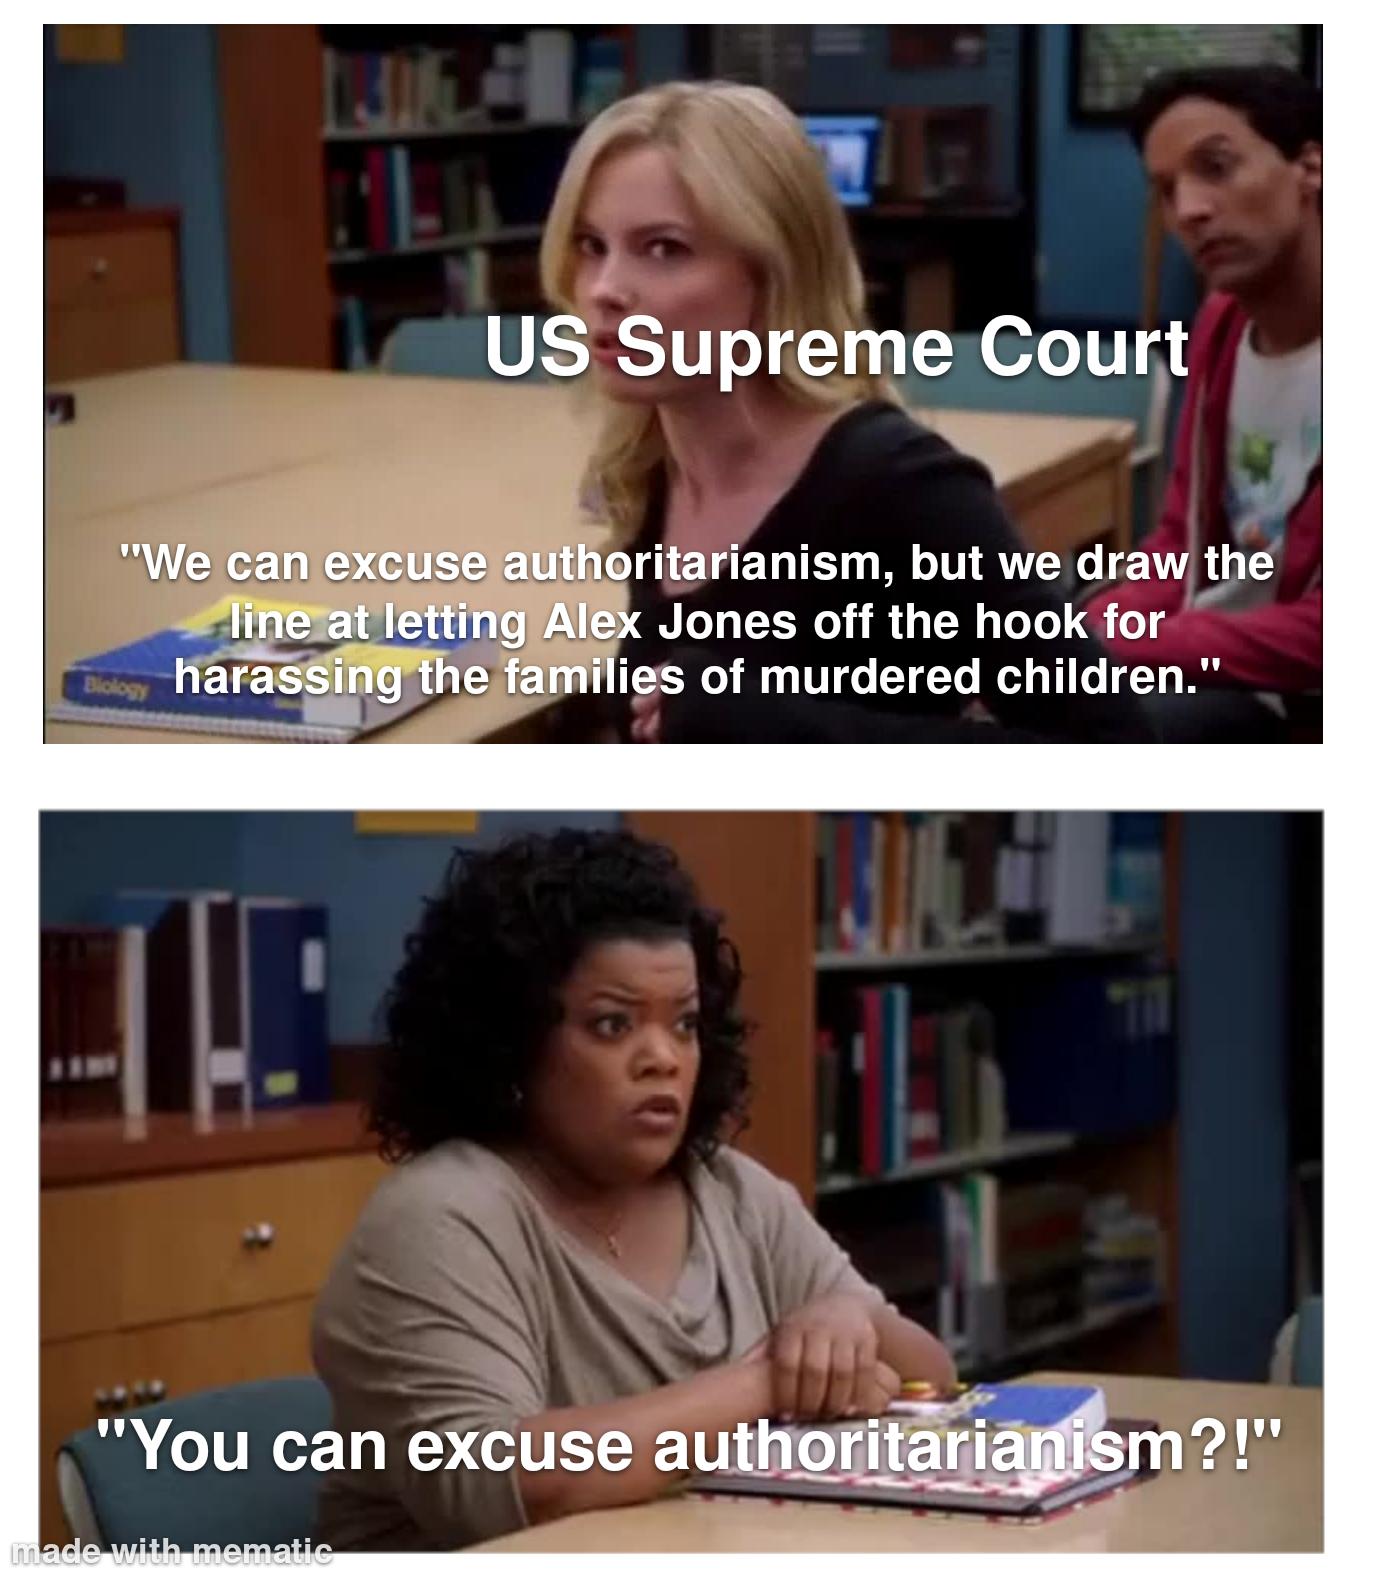 US Supreme Court
"We can excuse authoritarianism, but we draw the
line at letting Alex Jones off the hook for
harassing the families of murdered children."
Biology
"You can excuse authoritarianism?!"
made with mematic